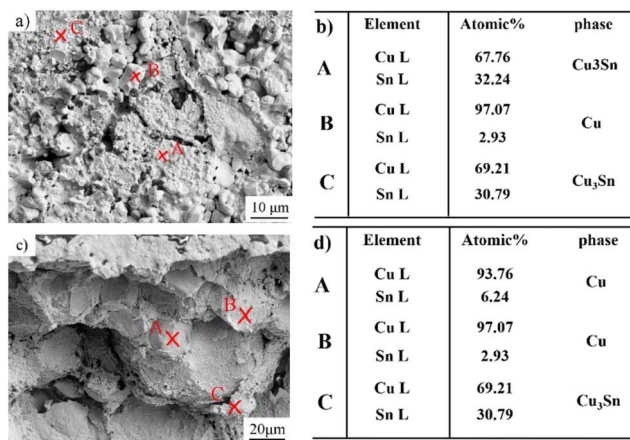 a)
C
B
A
10 μm
b) Element Atomic% phase
A Cu L 67.76 Cu3Sn
Sn L 32.24
B Cu L 97.07 Cu
Sn L 2.93
C Cu L 69.21 Cu₃Sn
Sn L 30.79
c)
B
A
C
20μm
d) Element Atomic% phase
A Cu L 93.76 Cu
Sn L 6.24
B Cu L 97.07 Cu
Sn L 2.93
C Cu L 69.21 Cu₃Sn
Sn L 30.79